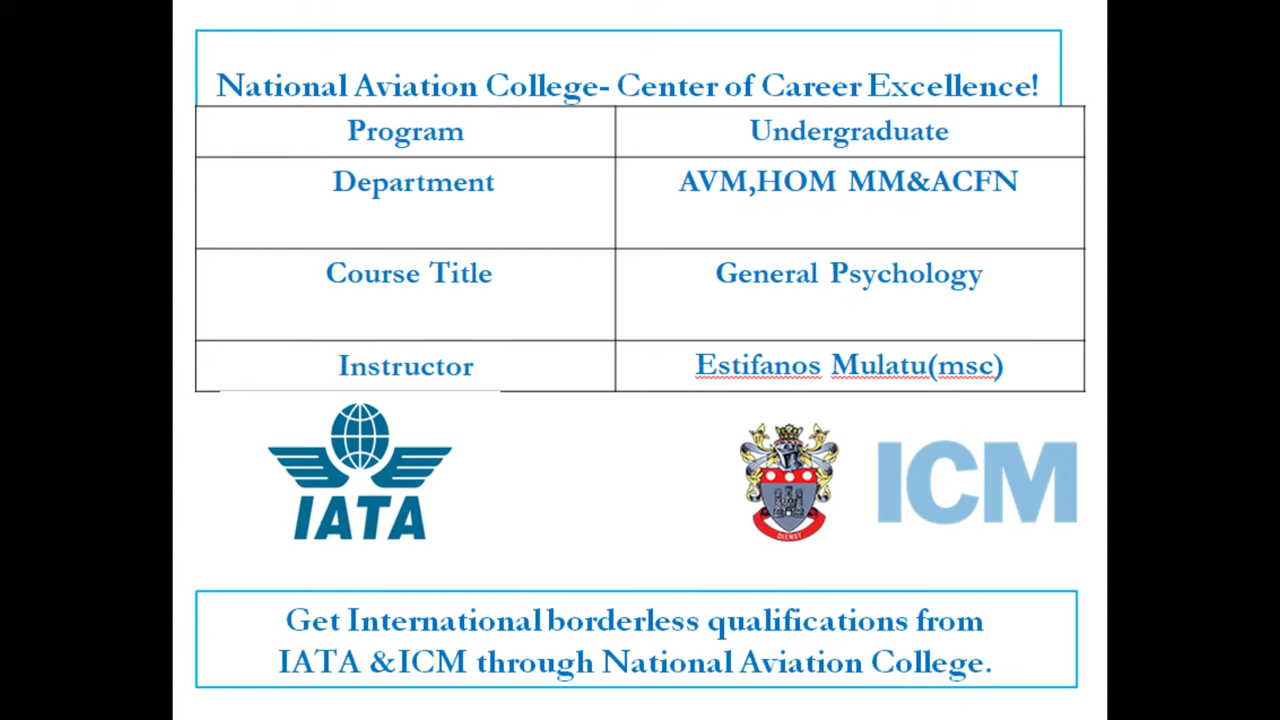 National Aviation College- Center of Career Excellence!
Program Undergraduate
Department AVM,HOM MM&ACFN
Course Title General Psychology
Instructor Estifanos Mulatu(msc)
IATA
DIENST
ICM
Get International borderless qualifications from
IATA &ICM through National Aviation College.